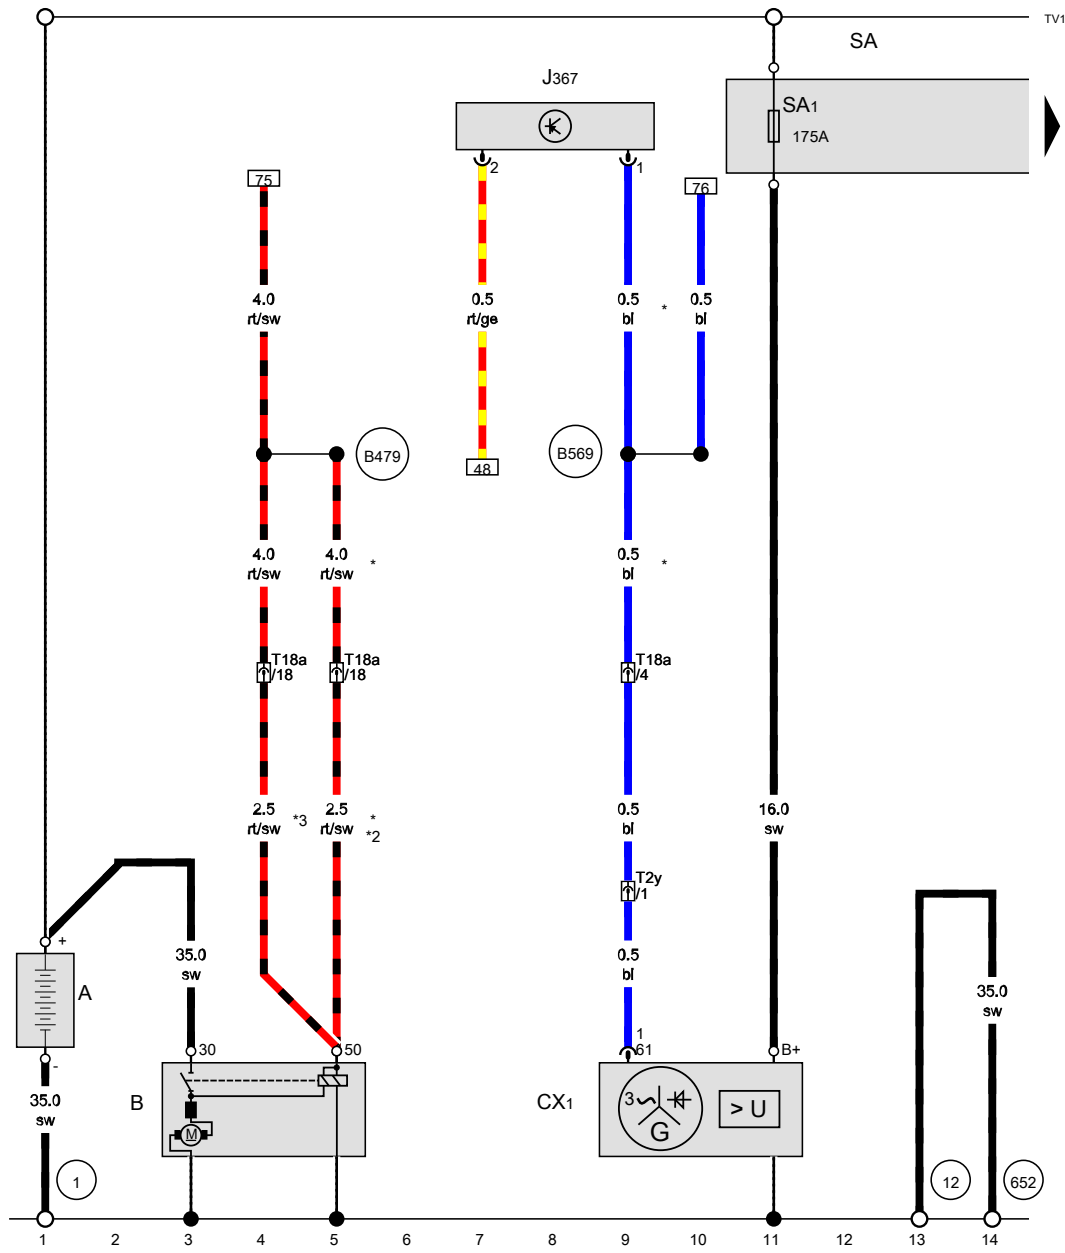 TV1
SA
J367
SA1
175A
2
1
75
76
4.0
rt/sw
0.5
rt/ge
0.5
bl
*
0.5
bl
B479
B569
48
4.0
rt/sw
4.0
rt/sw
*
0.5
bl
*
T18a
/18
T18a
/18
T18a
/4
2.5
rt/sw
*3
2.5
rt/sw
*
*2
0.5
bl
16.0
sw
T2y
/1
+
35.0
sw
0.5
bl
A
35.0
sw
30
50
1
61
B+
-
35.0
sw
B
M
CX1
3
G
> U
1
12
652
1 2 3 4 5 6 7 8 9 10 11 12 13 14